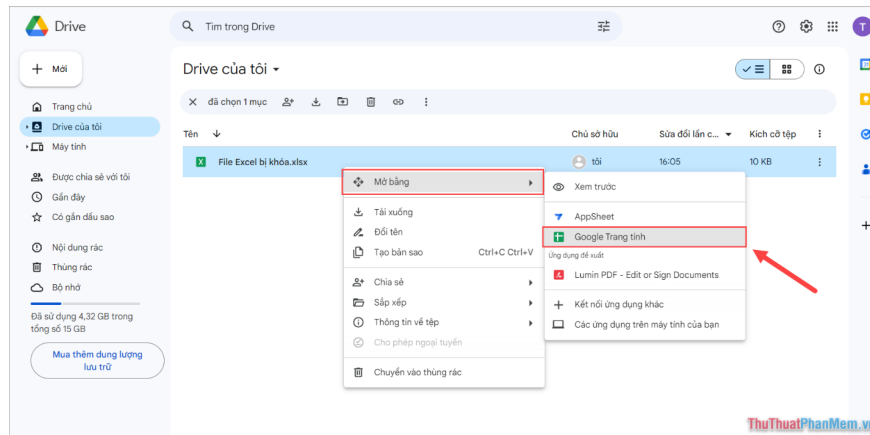 Drive
Tìm trong Drive
T
Mới
Drive của tôi
đã chọn 1 mục
Trang chủ
Drive của tôi
Máy tính
Được chia sẻ với tôi
Gần đây
Có gắn dấu sao
Nội dung rác
Thùng rác
Bộ nhớ
Đã sử dụng 4,32 GB trong
tổng số 15 GB
Mua thêm dung lượng
lưu trữ
Tên
Chủ sở hữu
Sửa đổi lần c...
Kích cỡ tệp
File Excel bị khóa.xlsx
tôi
16:05
10 KB
Mở bằng
Tải xuống
Đổi tên
Tạo bản sao
Ctrl+C Ctrl+V
Chia sẻ
Sắp xếp
Thông tin về tệp
Cho phép ngoại tuyến
Chuyển vào thùng rác
Xem trước
AppSheet
Google Trang tính
Ứng dụng đề xuất
Lumin PDF - Edit or Sign Documents
Kết nối ứng dụng khác
Các ứng dụng trên máy tính của bạn
ThuThuatPhanMem.vn